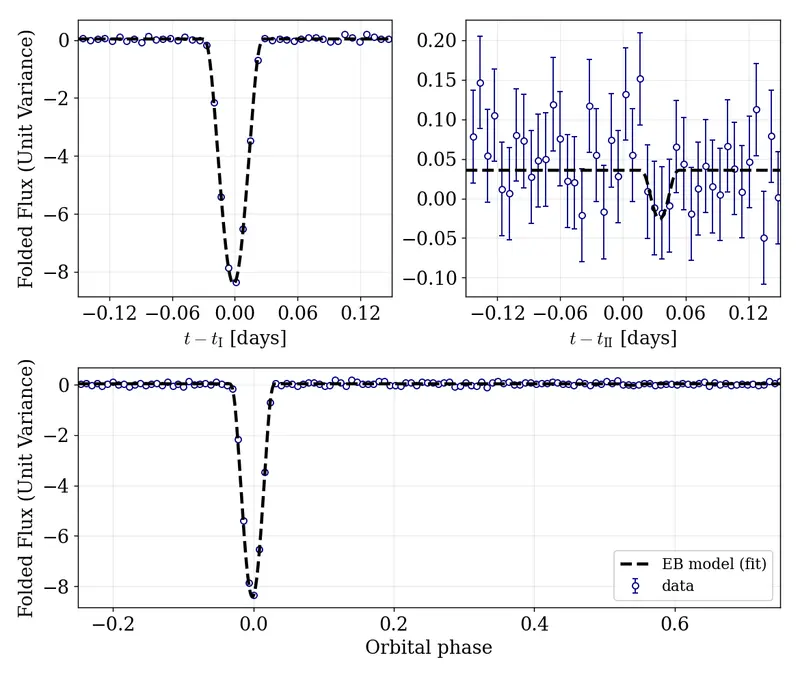 Folded Flux (Unit Variance)
0
−2
−4
−6
−8
−0.12 −0.06 0.00 0.06 0.12
t − t_I [days]
0.20
0.15
0.10
0.05
0.00
−0.05
−0.10
−0.12 −0.06 0.00 0.06 0.12
t − t_II [days]
Folded Flux (Unit Variance)
0
−2
−4
−6
−8
−0.2 0.0 0.2 0.4 0.6
Orbital phase
EB model (fit)
data